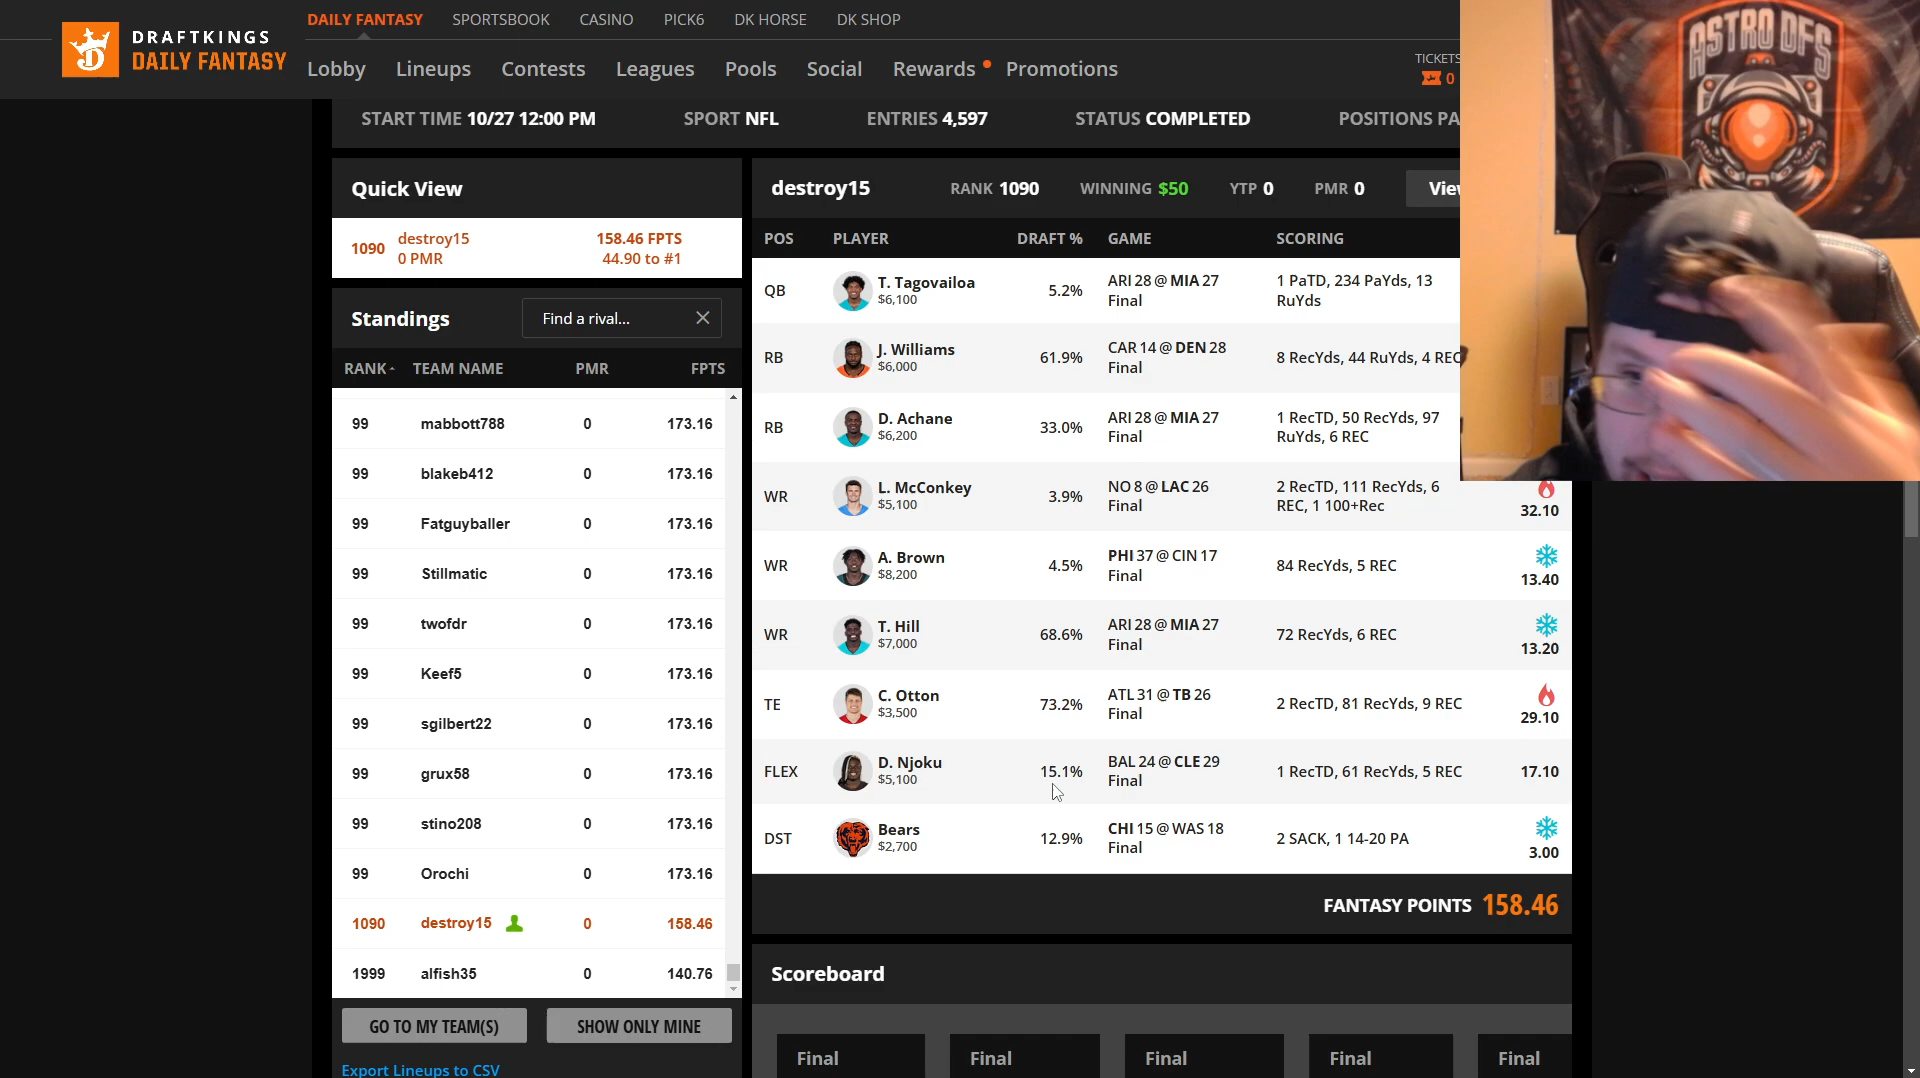 DAILY FANTASY SPORTSBOOK CASINO PICK6 DK HORSE DK SHOP
DRAFTKINGS
DAILY FANTASY
Lobby Lineups Contests Leagues Pools Social Rewards Promotions
TICKETS
0
ASTRO DFS
START TIME 10/27 12:00 PM SPORT NFL ENTRIES 4,597 STATUS COMPLETED POSITIONS PA
Quick View
1090 destroy15 158.46 FPTS
0 PMR 44.90 to #1
Standings Find a rival...
RANK TEAM NAME PMR FPTS
99 mabbott788 0 173.16
99 blakeb412 0 173.16
99 Fatguyballer 0 173.16
99 Stillmatic 0 173.16
99 twofdr 0 173.16
99 Keef5 0 173.16
99 sgilbert22 0 173.16
99 grux58 0 173.16
99 stino208 0 173.16
99 Orochi 0 173.16
1090 destroy15 0 158.46
1999 alfish35 0 140.76
GO TO MY TEAM(S) SHOW ONLY MINE
Export Lineups to CSV
destroy15 RANK 1090 WINNING $50 YTP 0 PMR 0 Vie
POS PLAYER DRAFT % GAME SCORING
QB T. Tagovailoa $6,100 5.2% ARI 28 @ MIA 27 Final 1 PaTD, 234 PaYds, 13 RuYds
RB J. Williams $6,000 61.9% CAR 14 @ DEN 28 Final 8 RecYds, 44 RuYds, 4 REC
RB D. Achane $6,200 33.0% ARI 28 @ MIA 27 Final 1 RecTD, 50 RecYds, 97 RuYds, 6 REC
WR L. McConkey $5,100 3.9% NO 8 @ LAC 26 Final 2 RecTD, 111 RecYds, 6 REC, 1 100+Rec 32.10
WR A. Brown $8,200 4.5% PHI 37 @ CIN 17 Final 84 RecYds, 5 REC 13.40
WR T. Hill $7,000 68.6% ARI 28 @ MIA 27 Final 72 RecYds, 6 REC 13.20
TE C. Otton $3,500 73.2% ATL 31 @ TB 26 Final 2 RecTD, 81 RecYds, 9 REC 29.10
FLEX D. Njoku $5,100 15.1% BAL 24 @ CLE 29 Final 1 RecTD, 61 RecYds, 5 REC 17.10
DST Bears $2,700 12.9% CHI 15 @ WAS 18 Final 2 SACK, 1 14-20 PA 3.00
FANTASY POINTS 158.46
Scoreboard
Final Final Final Final Final